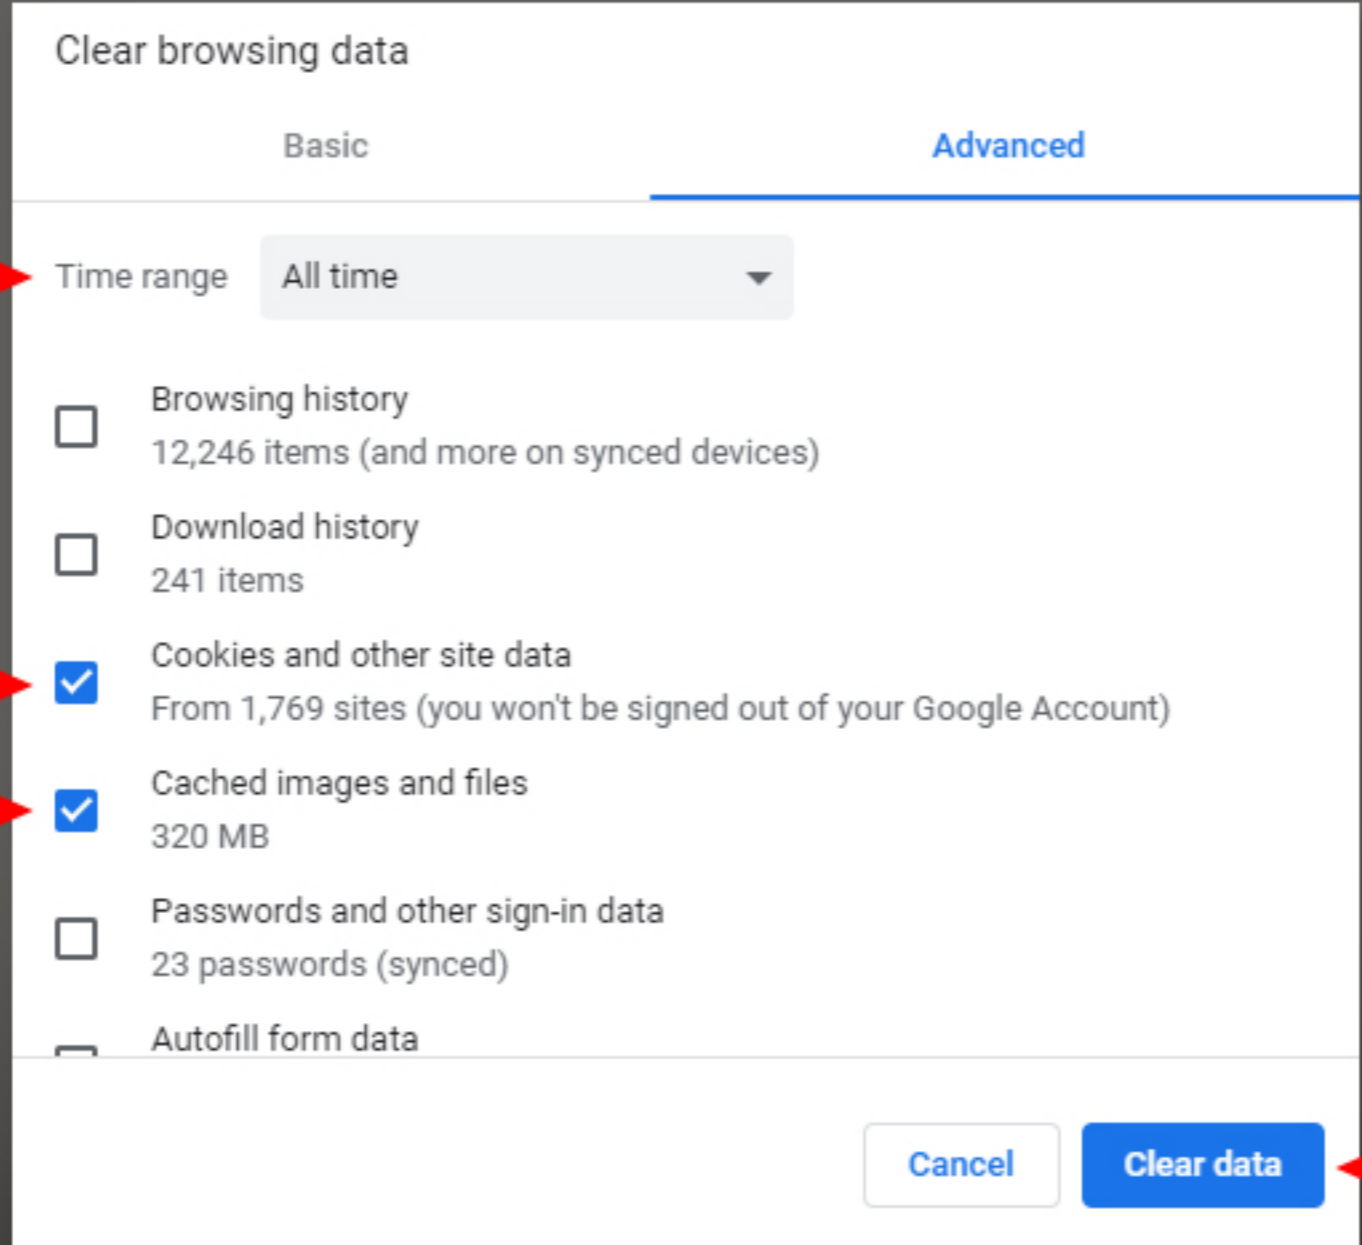 Clear browsing data
Basic
Advanced
Time range
All time
Browsing history
12,246 items (and more on synced devices)
Download history
241 items
Cookies and other site data
From 1,769 sites (you won't be signed out of your Google Account)
Cached images and files
320 MB
Passwords and other sign-in data
23 passwords (synced)
Autofill form data
Cancel
Clear data